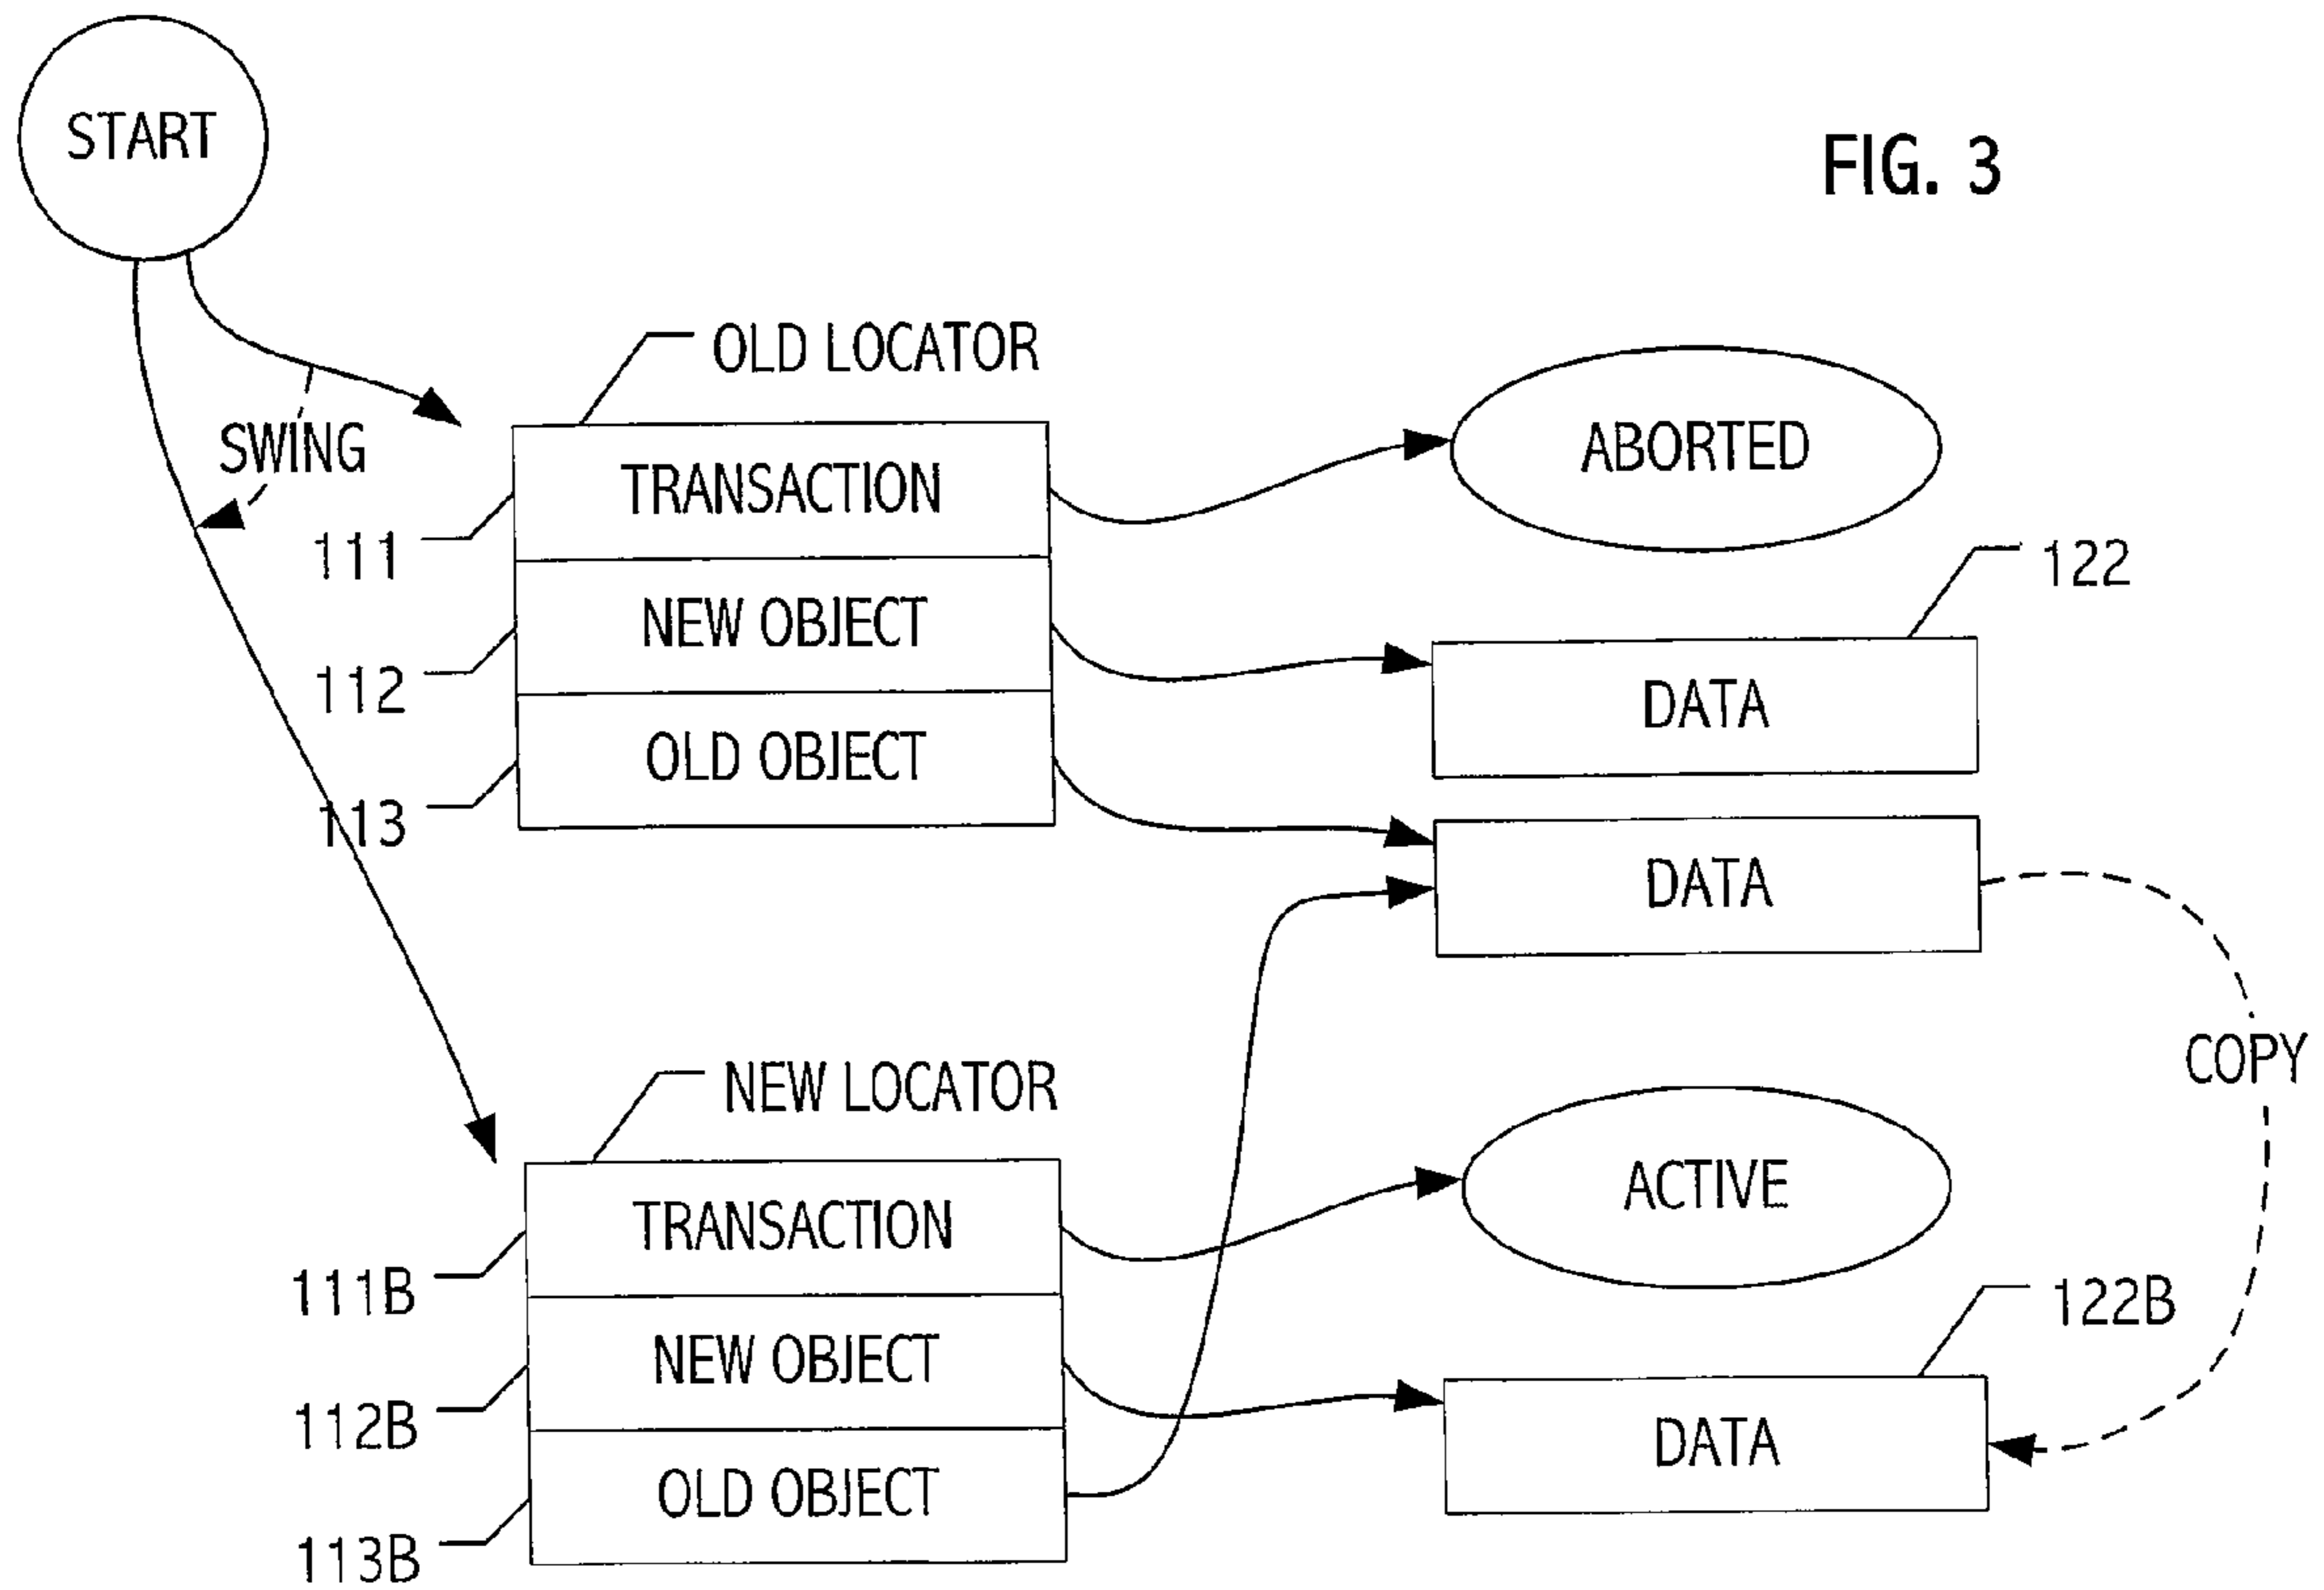 START
FIG. 3
OLD LOCATOR
SWING
ABORTED
TRANSACTION
111
122
NEW OBJECT
112
DATA
OLD OBJECT
113
DATA
COPY
NEW LOCATOR
ACTIVE
TRANSACTION
111B
122B
NEW OBJECT
112B
DATA
OLD OBJECT
113B